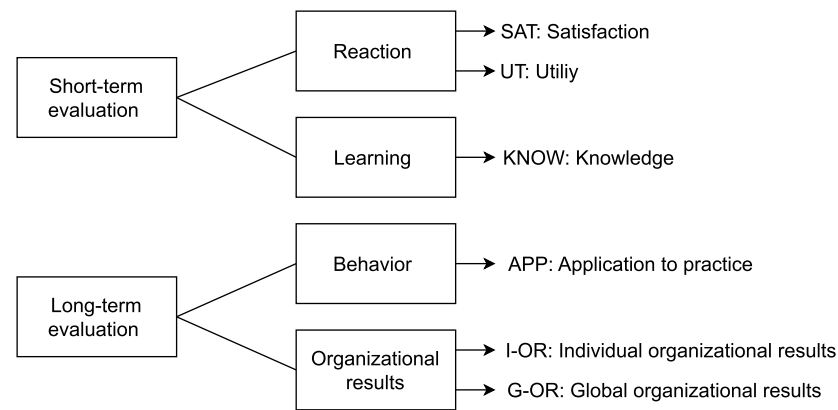 Short-term
evaluation
Reaction
SAT: Satisfaction
UT: Utiliy
Learning
KNOW: Knowledge
Long-term
evaluation
Behavior
APP: Application to practice
Organizational
results
I-OR: Individual organizational results
G-OR: Global organizational results